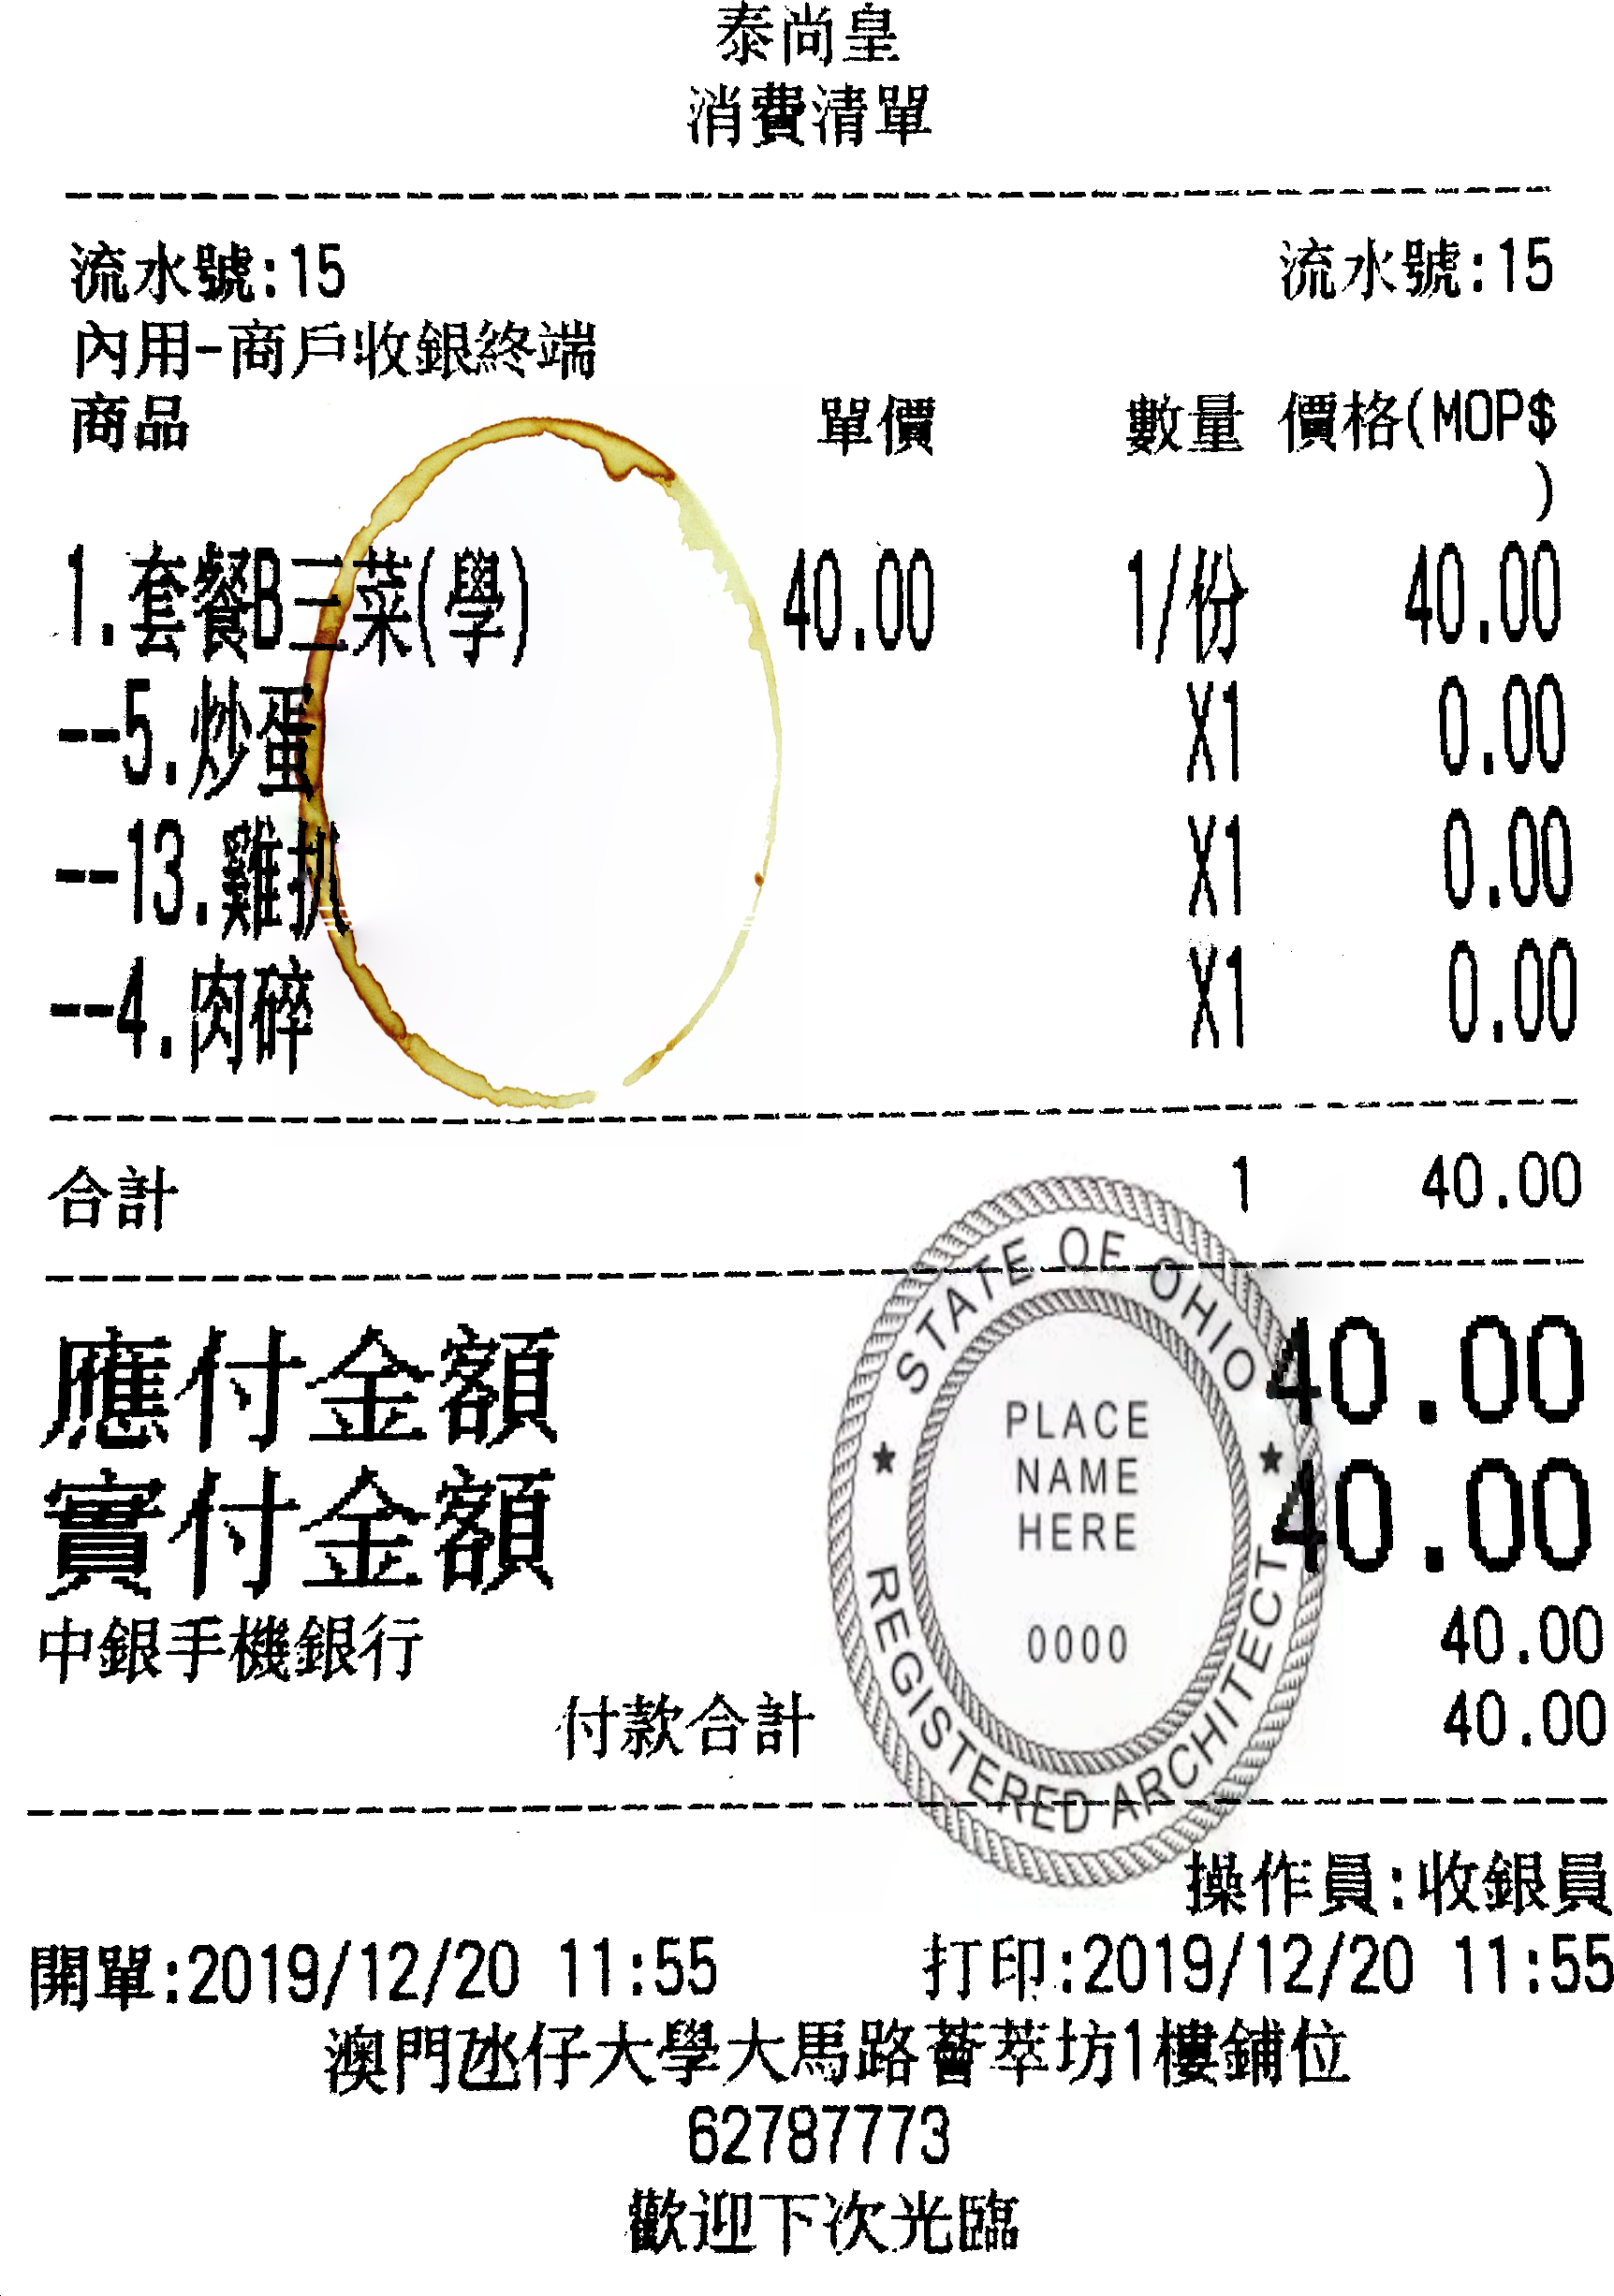 泰尚皇
消費清單
流水號:15 流水號:15
內用-商戶收銀終端
商品 單價 數量 價格(MOP$
)
1.套餐B三菜(學) 40.00 1/份 40.00
--5.炒蛋 X1 0.00
--13.雞扒 X1 0.00
--4.肉碎 X1 0.00
合計 1 40.00
STATE OF OHIO
PLACE
NAME
HERE
0000
REGISTERED ARCHITECT
應付金額 40.00
實付金額 40.00
中銀手機銀行 40.00
付款合計 40.00
操作員:收銀員
開單:2019/12/20 11:55 打印:2019/12/20 11:55
澳門氹仔大學大馬路薈萃坊1樓鋪位
62787773
歡迎下次光臨